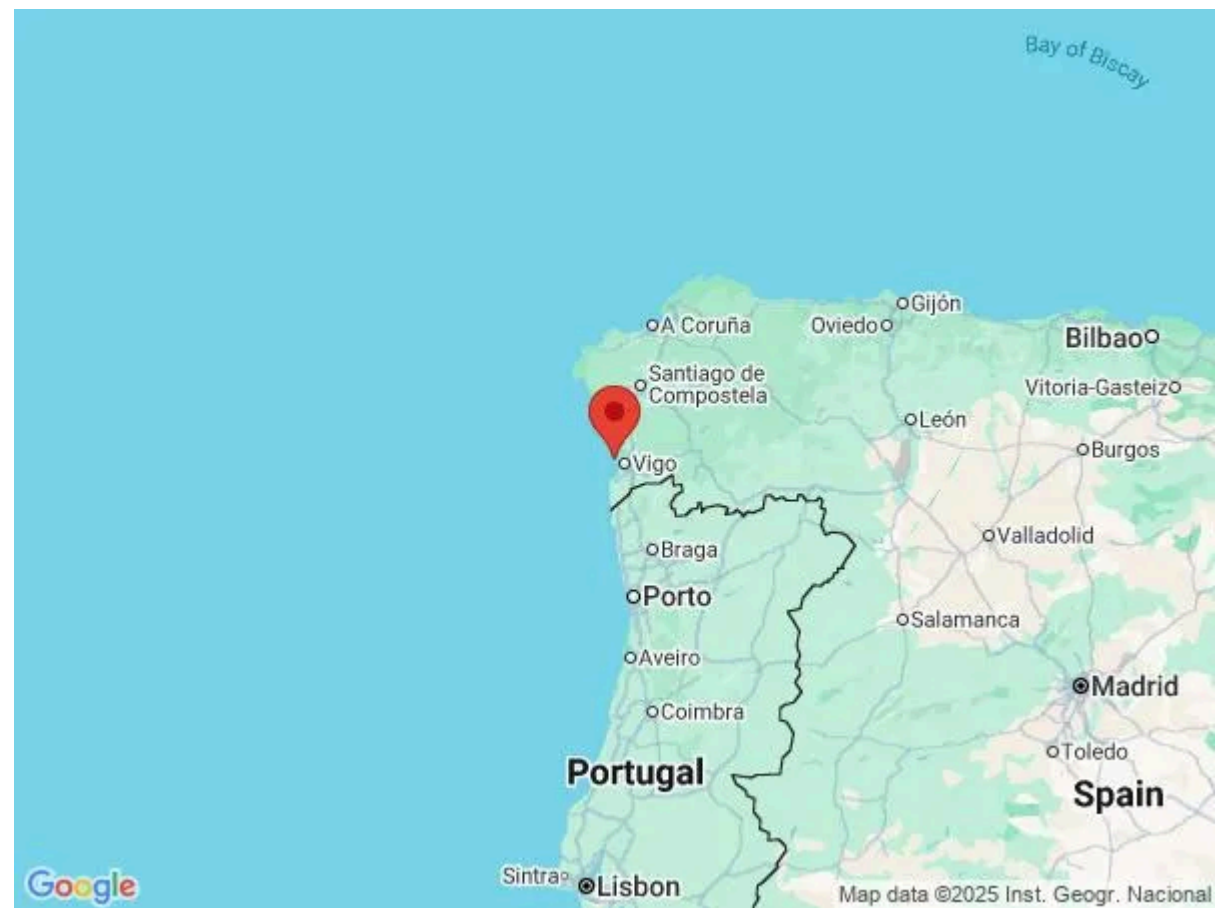 Bay of Biscay
Gijón
A Coruña
Oviedo
Bilbao
Santiago de
Compostela
Vitoria-Gasteiz
León
Burgos
Vigo
Valladolid
Braga
Porto
Salamanca
Aveiro
Madrid
Coimbra
Toledo
Portugal
Spain
Sintra
Lisbon
Google
Map data ©2025 Inst. Geogr. Nacional